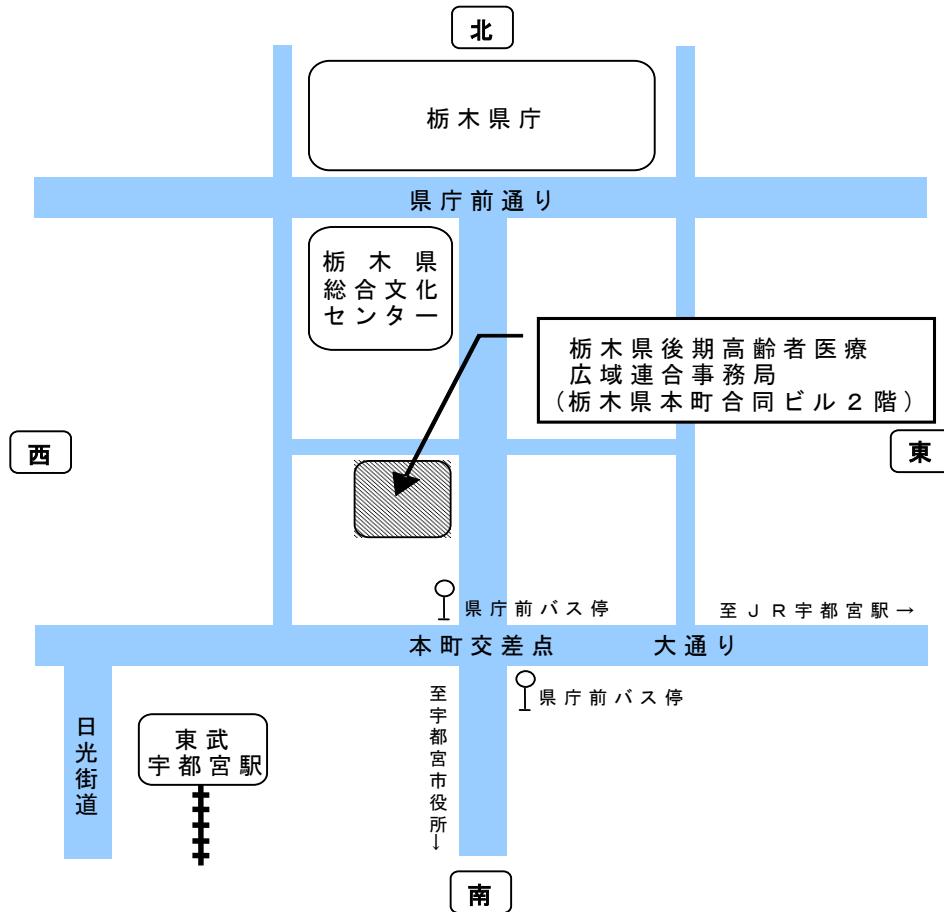 北
栃木県庁
県庁前通り
栃木県
総合文化
センター
栃木県後期高齢者医療
広域連合事務局
(栃木県本町合同ビル2階)
西
東
県庁前バス停
至JR宇都宮駅→
本町交差点
大通り
県庁前バス停
至宇都宮市役所→
日光街道
東武
宇都宮駅
南